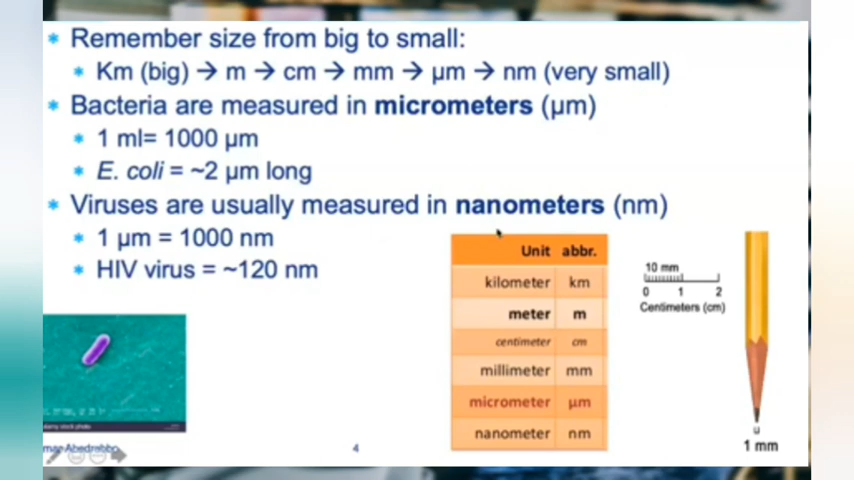 Remember size from big to small:
Km (big) → m → cm → mm → μm → nm (very small)
Bacteria are measured in micrometers (μm)
1 ml= 1000 μm
E. coli = ~2 μm long
Viruses are usually measured in nanometers (nm)
1 μm = 1000 nm
HIV virus = ~120 nm
Unit abbr.
kilometer km
meter m
centimeter cm
millimeter mm
micrometer μm
nanometer nm
10 mm
0 1 2
Centimeters (cm)
1 mm
alamy stock photo
4